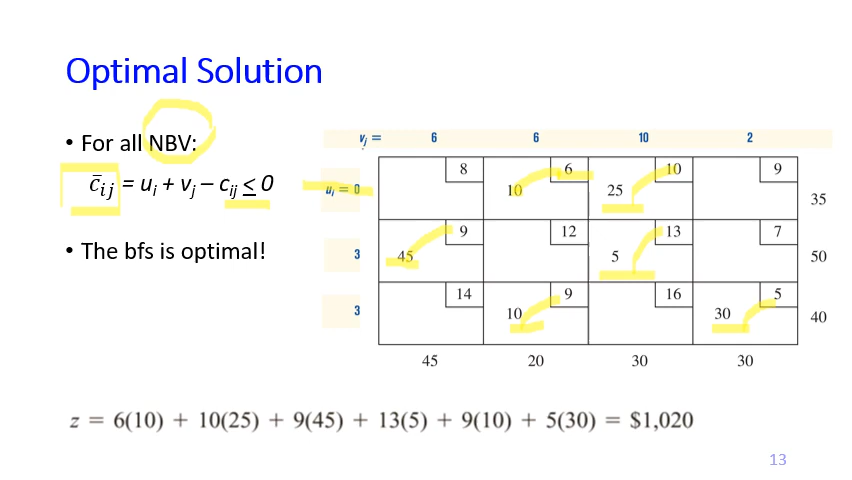 Optimal Solution
• For all NBV:
c̄ij = ui + vj – cij ≤ 0
• The bfs is optimal!
vj = 6 6 10 2
8 6 10 9
ui = 0 10 25 35
9 12 13 7
3 45 5 50
14 9 16 5
3 10 30 40
45 20 30 30
z = 6(10) + 10(25) + 9(45) + 13(5) + 9(10) + 5(30) = $1,020
13